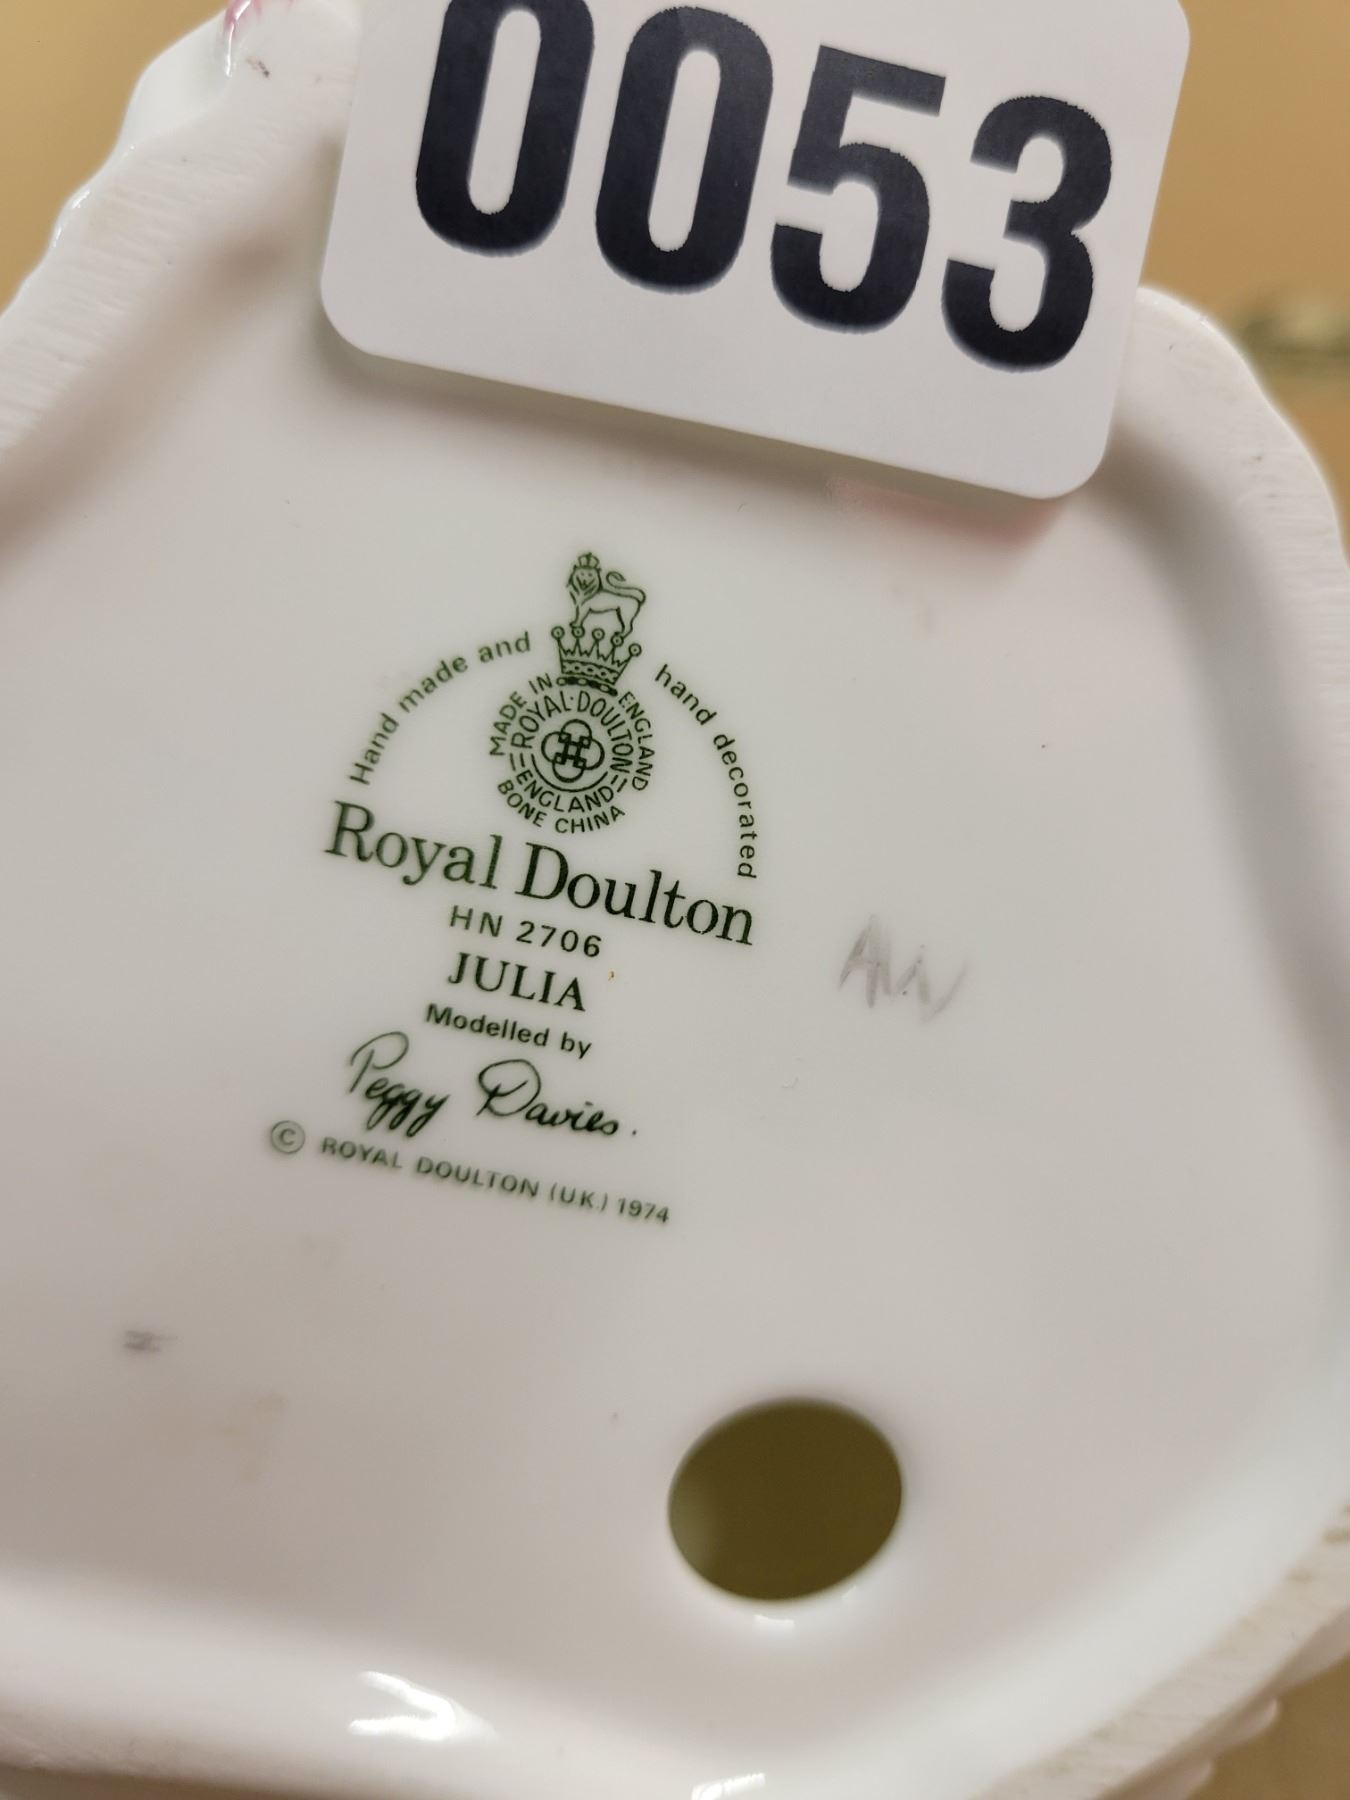 0053
Hand made and hand decorated
MADE IN ENGLAND
ROYAL·DOULTON
ENGLAND
BONE CHINA
Royal Doulton
HN 2706
JULIA
Modelled by
Peggy Davies.
© ROYAL DOULTON (UK) 1974
AW